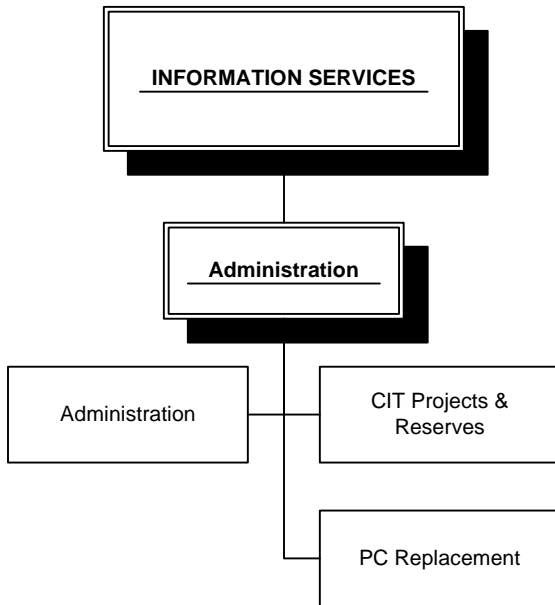 INFORMATION SERVICES
Administration
Administration
CIT Projects &
Reserves
PC Replacement